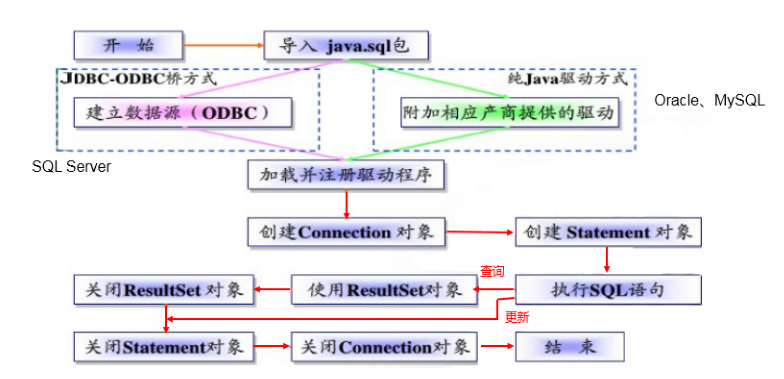 开 始
导入 java.sql包
JDBC-ODBC桥方式
纯Java驱动方式
建立数据源（ODBC）
附加相应产商提供的驱动
Oracle、MySQL
SQL Server
加载并注册驱动程序
创建Connection 对象
创建 Statement 对象
查询
关闭ResultSet 对象
使用ResultSet对象
执行SQL语句
更新
关闭Statement对象
关闭Connection对象
结 束